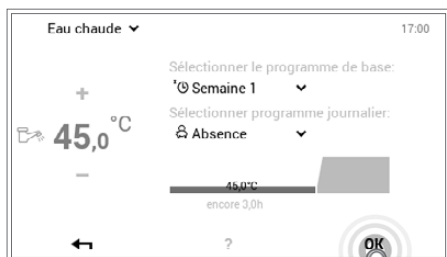 Eau chaude
17:00
Sélectionner le programme de base:
Semaine 1
Sélectionner programme journalier:
Absence
+
45,0 °C
–
45,0°C
encore 3,0h
?
OK